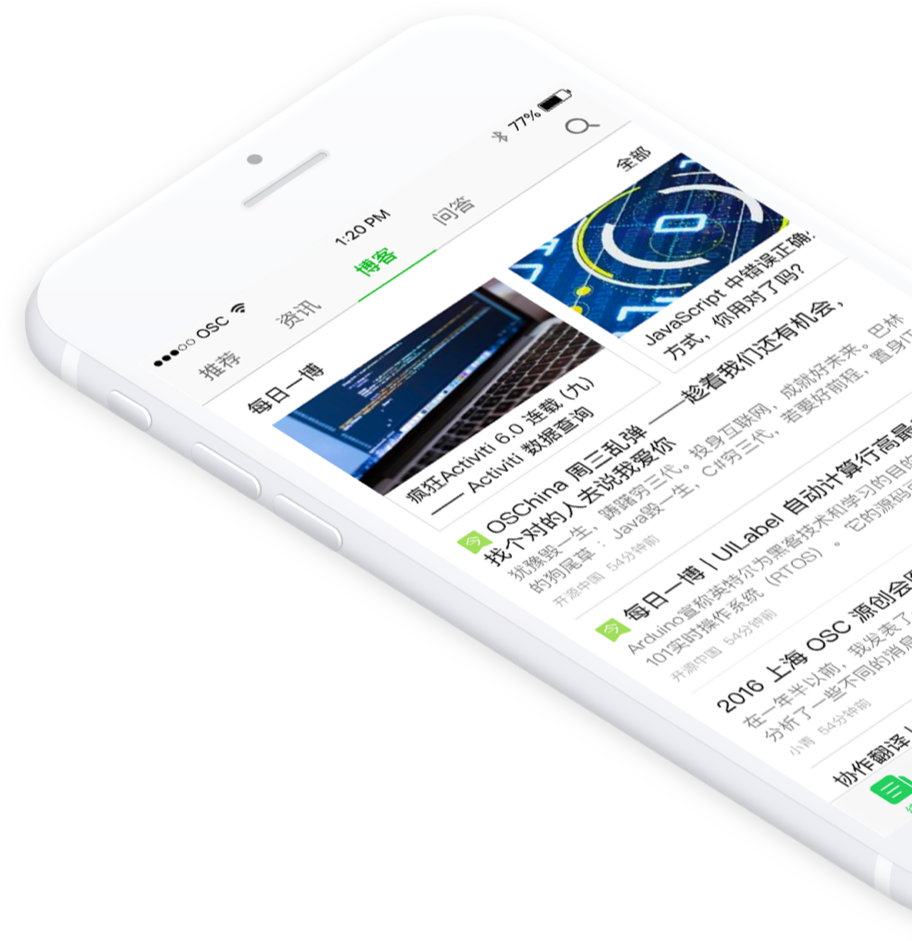 ●●●○○ OSC
1:20 PM
77%
推荐
资讯
博客
问答
每日一博
全部
疯狂Activiti 6.0 连载 (九)
—— Activiti 数据查询
JavaScript 中错误正确
方式，你用对了吗?
今 OSChina 周三乱弹 ——趁着我们还有机会，
找个对的人去说我爱你
犹豫毁一生，踌躇穷三代。投身互联网，成就好未来。巴林
的狗尾草 ：Java毁一生，C#穷三代，若要好前程，置身IT
开源中国 54分钟前
今 每日一博 | UILabel 自动计算行高最
Arduino宣称英特尔为黑客技术和学习的目的
101实时操作系统（RTOS）。它的源码
开源中国 54分钟前
2016 上海 OSC 源创会
在一年半以前，我发表了
分析了一些不同的消息
小青 54分钟前
协作翻译 |